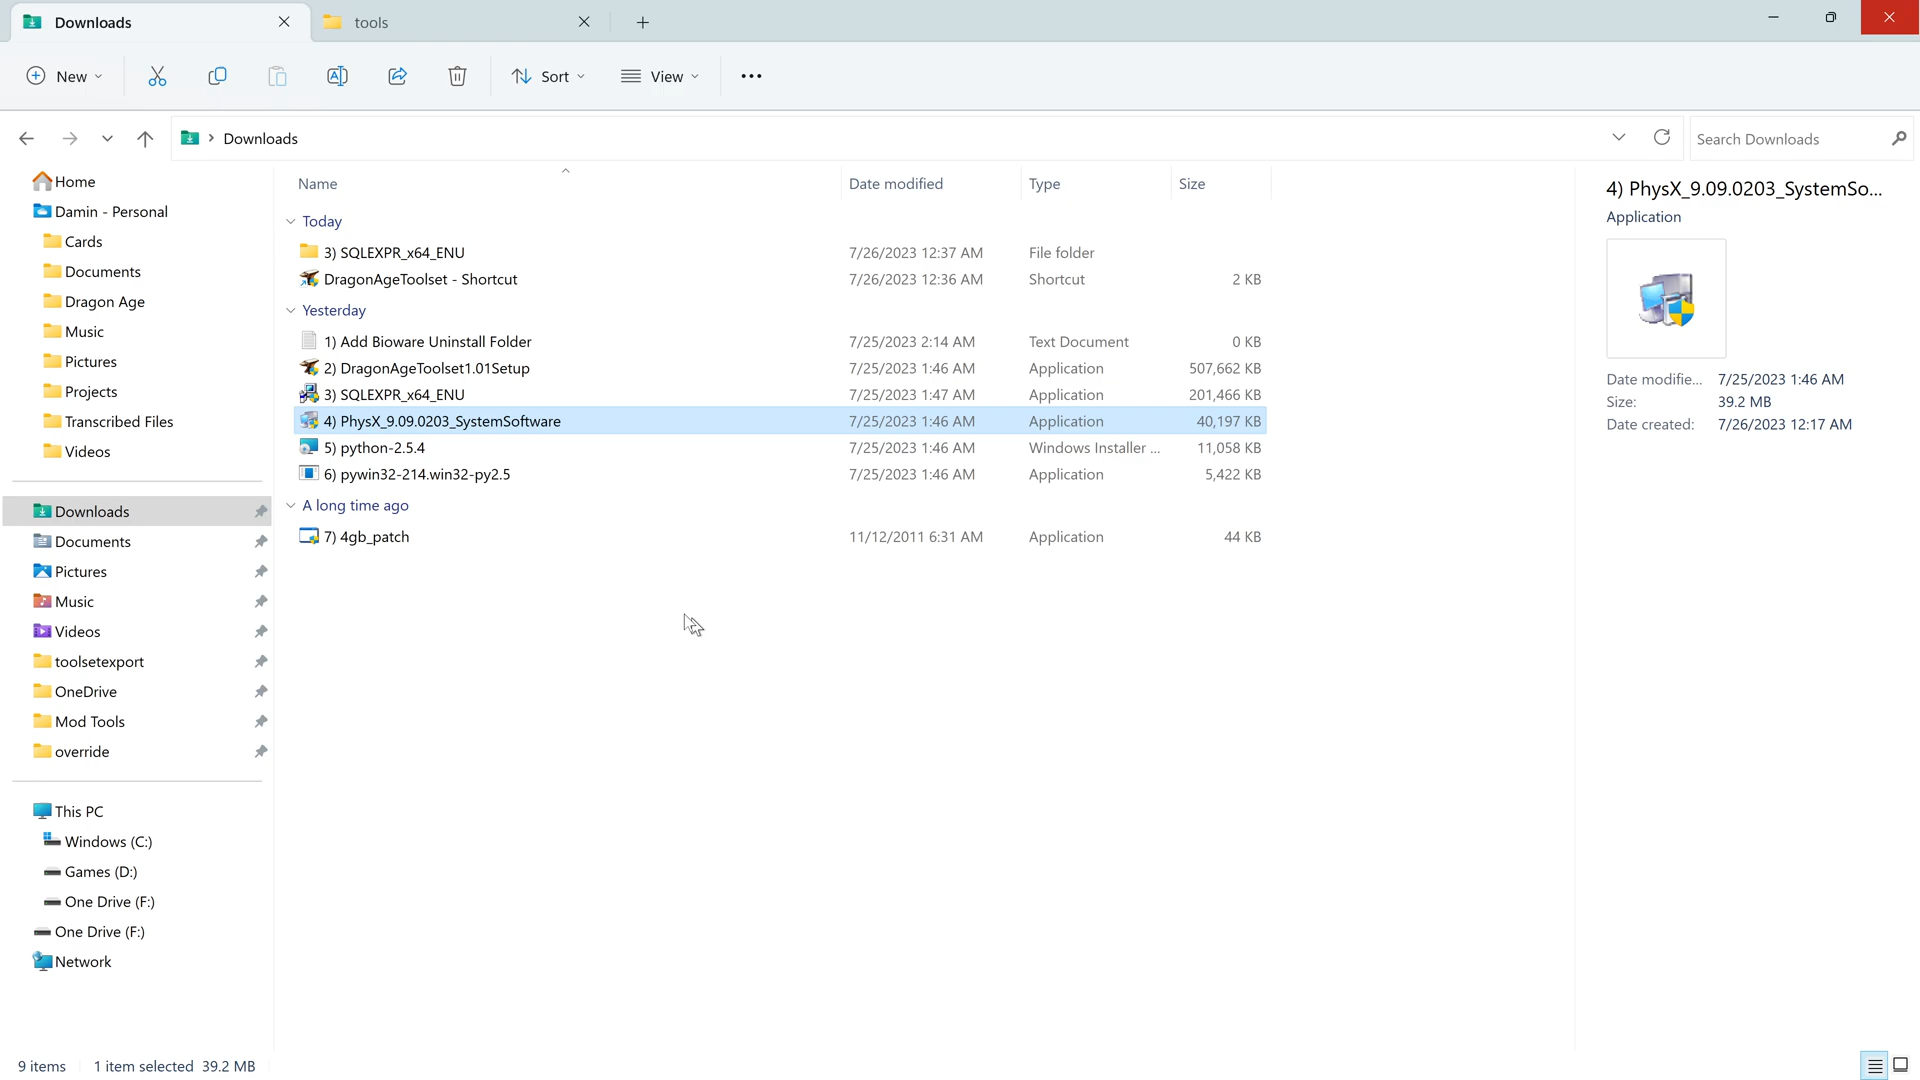 Downloads
tools
New
Sort
View
Downloads
Search Downloads
Home
Damin - Personal
Cards
Documents
Dragon Age
Music
Pictures
Projects
Transcribed Files
Videos
Downloads
Documents
Pictures
Music
Videos
toolsetexport
OneDrive
Mod Tools
override
This PC
Windows (C:)
Games (D:)
One Drive (F:)
One Drive (F:)
Network
Name Date modified Type Size
Today
3) SQLEXPR_x64_ENU 7/26/2023 12:37 AM File folder
DragonAgeToolset - Shortcut 7/26/2023 12:36 AM Shortcut 2 KB
Yesterday
1) Add Bioware Uninstall Folder 7/25/2023 2:14 AM Text Document 0 KB
2) DragonAgeToolset1.01Setup 7/25/2023 1:46 AM Application 507,662 KB
3) SQLEXPR_x64_ENU 7/25/2023 1:47 AM Application 201,466 KB
4) PhysX_9.09.0203_SystemSoftware 7/25/2023 1:46 AM Application 40,197 KB
5) python-2.5.4 7/25/2023 1:46 AM Windows Installer ... 11,058 KB
6) pywin32-214.win32-py2.5 7/25/2023 1:46 AM Application 5,422 KB
A long time ago
7) 4gb_patch 11/12/2011 6:31 AM Application 44 KB
4) PhysX_9.09.0203_SystemSo...
Application
Date modifie... 7/25/2023 1:46 AM
Size: 39.2 MB
Date created: 7/26/2023 12:17 AM
9 items 1 item selected 39.2 MB